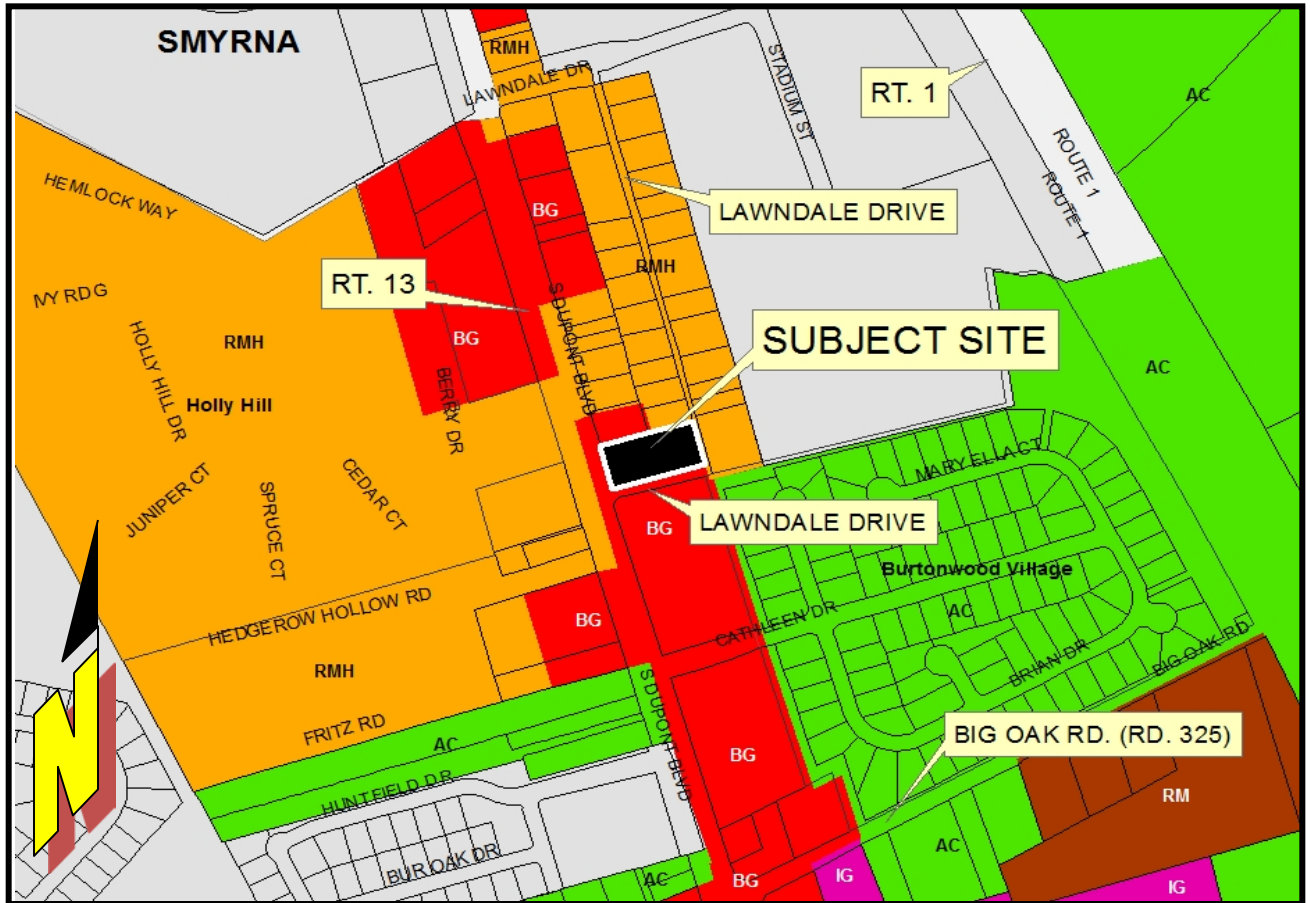 SMYRNA
RMH
LAWNDALE DR
STADIUM ST
RT. 1
AC
ROUTE 1
ROUTE 1
HEMLOCK WAY
LAWNDALE DRIVE
BG
RMH
IVY RDG
RT. 13
HOLLY HILL DR
RMH
BG
S DUPONT BLVD
SUBJECT SITE
AC
BERRY DR
Holly Hill
MARY ELLA CT
JUNIPER CT
SPRUCE CT
CEDAR CT
BG
LAWNDALE DRIVE
Burtonwood Village
AC
HEDGEROW HOLLOW RD
BG
CATHLEEN DR
BRIAN DR
BIG OAK RD
RMH
S DUPONT BLVD
FRITZ RD
AC
BIG OAK RD. (RD. 325)
BG
HUNTFIELD DR
RM
BUR OAK DR
AC
AC
BG
IG
IG
N